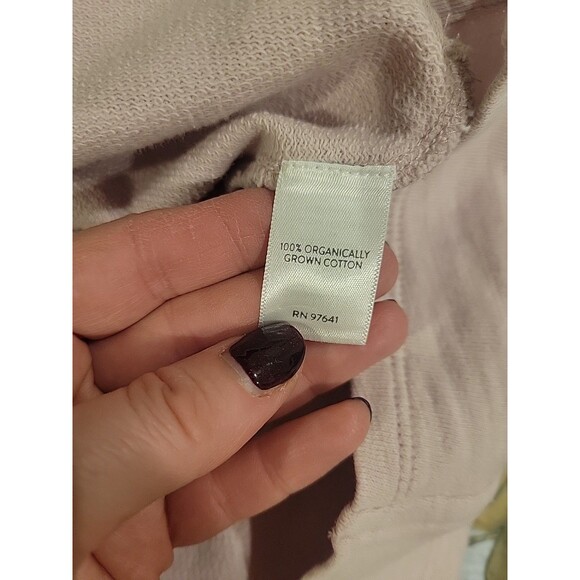 100% ORGANICALLY
GROWN COTTON
RN 97641